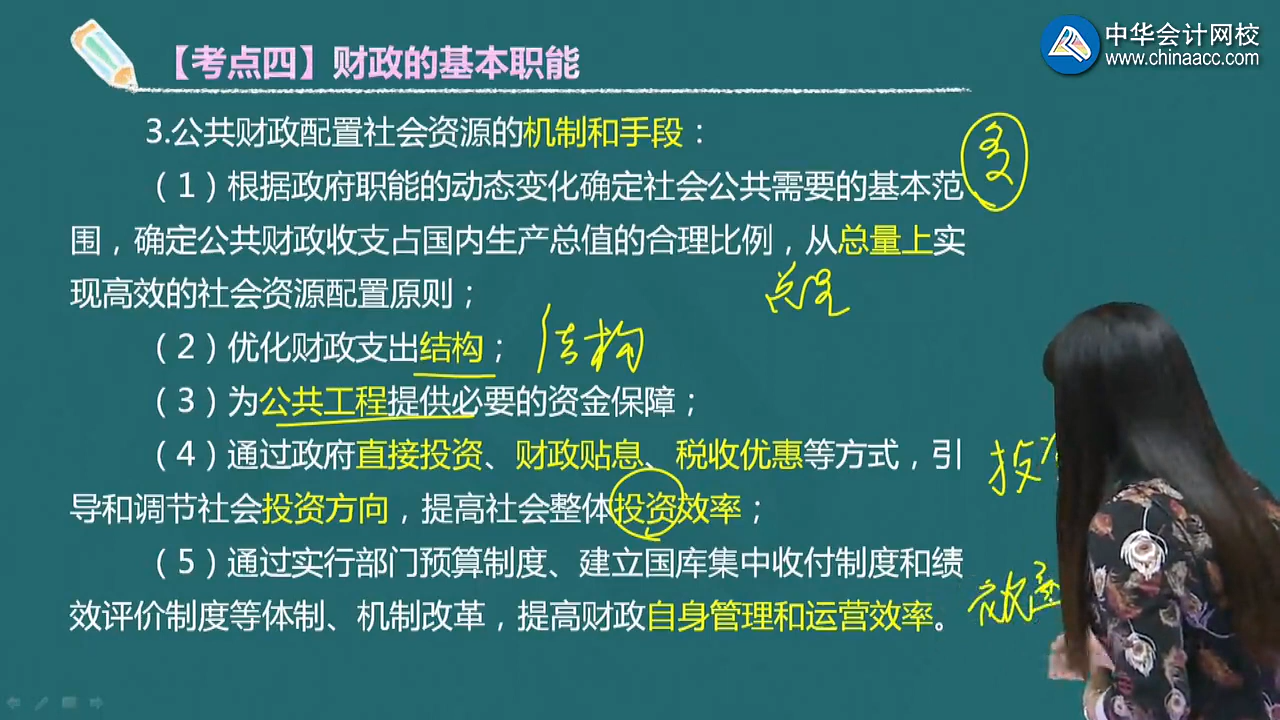 【考点四】财政的基本职能
中华会计网校
www.chinaacc.com
3.公共财政配置社会资源的机制和手段：
（1）根据政府职能的动态变化确定社会公共需要的基本范
围，确定公共财政收支占国内生产总值的合理比例，从总量上实
现高效的社会资源配置原则；
（2）优化财政支出结构；
结构
（3）为公共工程提供必要的资金保障；
（4）通过政府直接投资、财政贴息、税收优惠等方式，引
导和调节社会投资方向，提高社会整体投资效率；
投
（5）通过实行部门预算制度、建立国库集中收付制度和绩
效评价制度等体制、机制改革，提高财政自身管理和运营效率。